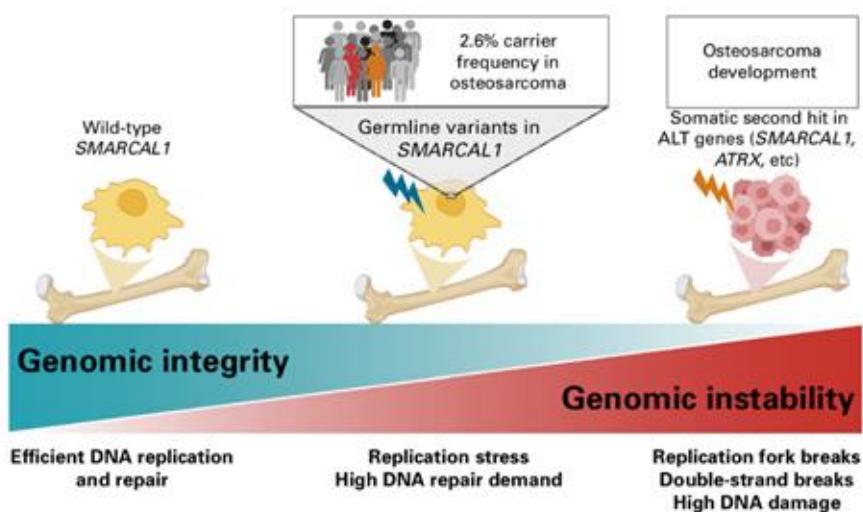 2.6% carrier
frequency in
osteosarcoma
Osteosarcoma
development
Wild-type
SMARCAL1
Germline variants in
SMARCAL1
Somatic second hit in
ALT genes (SMARCAL1,
ATRX, etc)
Genomic integrity
Genomic instability
Efficient DNA replication
and repair
Replication stress
High DNA repair demand
Replication fork breaks
Double-strand breaks
High DNA damage